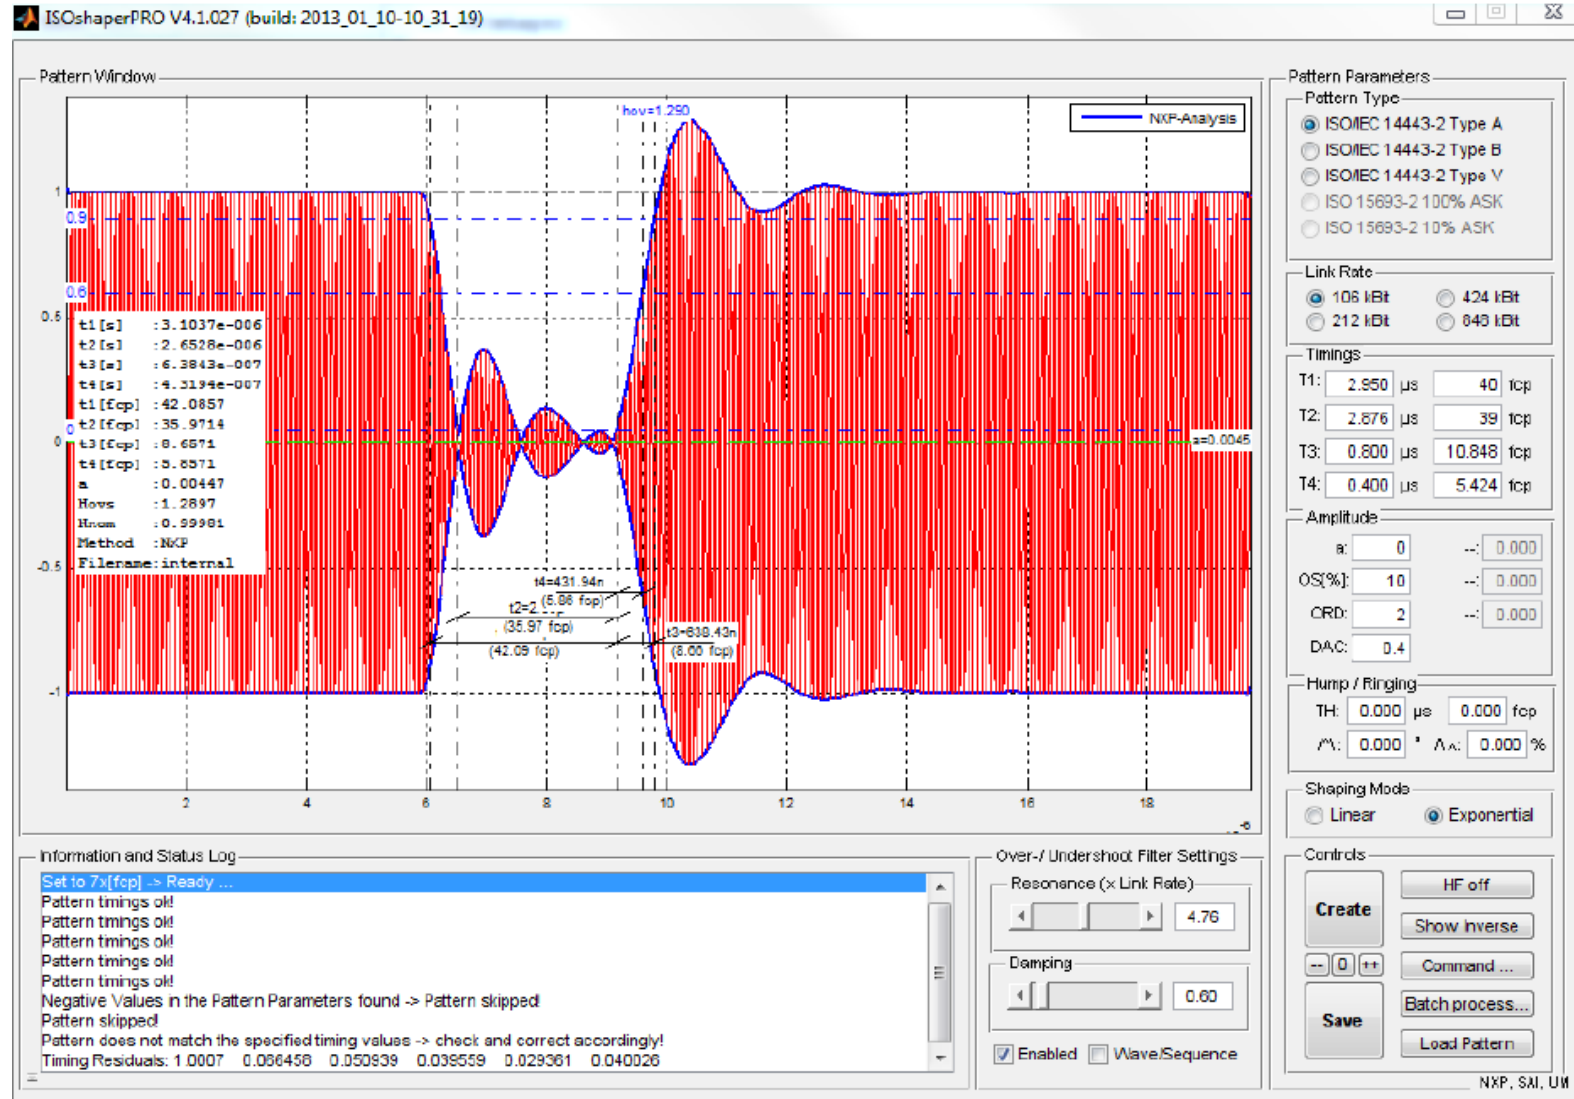 ISOshaperPRO V4.1.027 (build: 2013_01_10-10_31_19)
Pattern Window
hov=1.290
NXP-Analysis
1
0.9
0.6
0.5
0
0
-0.5
-1
t1[s] :3.1037e-006
t2[s] :2.6528e-006
t3[s] :6.3843e-007
t4[s] :4.3194e-007
t1[fcp] :42.0857
t2[fcp] :35.9714
t3[fcp] :8.6571
t4[fcp] :5.8571
a :0.00447
Hovs :1.2897
Hnom :0.99981
Method :NXP
Filename:internal
a=0.0045
t4=431.94n
(5.86 fcp)
(35.97 fcp)
t3=638.43n
(42.09 fcp)
2 4 6 8 10 12 14 16 18
Pattern Parameters
Pattern Type
ISO/IEC 14443-2 Type A
ISO/IEC 14443-2 Type B
ISO/IEC 14443-2 Type V
ISO 15693-2 100% ASK
ISO 15693-2 10% ASK
Link Rate
106 kBit 424 kBit
212 kBit 848 kBit
Timings
T1: 2.950 µs 40 fcp
T2: 2.876 µs 39 fcp
T3: 0.800 µs 10.848 fcp
T4: 0.400 µs 5.424 fcp
Amplitude
a: 0 --: 0.000
OS[%]: 10 --: 0.000
CRD: 2 --: 0.000
DAC: 0.4
Hump / Ringing
TH: 0.000 µs 0.000 fcp
0.000 ° 0.000 %
Shaping Mode
Linear Exponential
Information and Status Log
Set to 7x[fcp] -> Ready ...
Pattern timings ok!
Pattern timings ok!
Pattern timings ok!
Pattern timings ok!
Pattern timings ok!
Negative Values in the Pattern Parameters found -> Pattern skipped!
Pattern skipped!
Pattern does not match the specified timing values -> check and correct accordingly!
Timing Residuals: 1.0007 0.066458 0.050939 0.039559 0.029361 0.040026
Over-/ Undershoot Filter Settings
Resonance (x Link Rate)
4.76
Damping
0.60
Enabled Wave/Sequence
Controls
Create
HF off
Show Inverse
-- 0 ++
Command ...
Save
Batch process...
Load Pattern